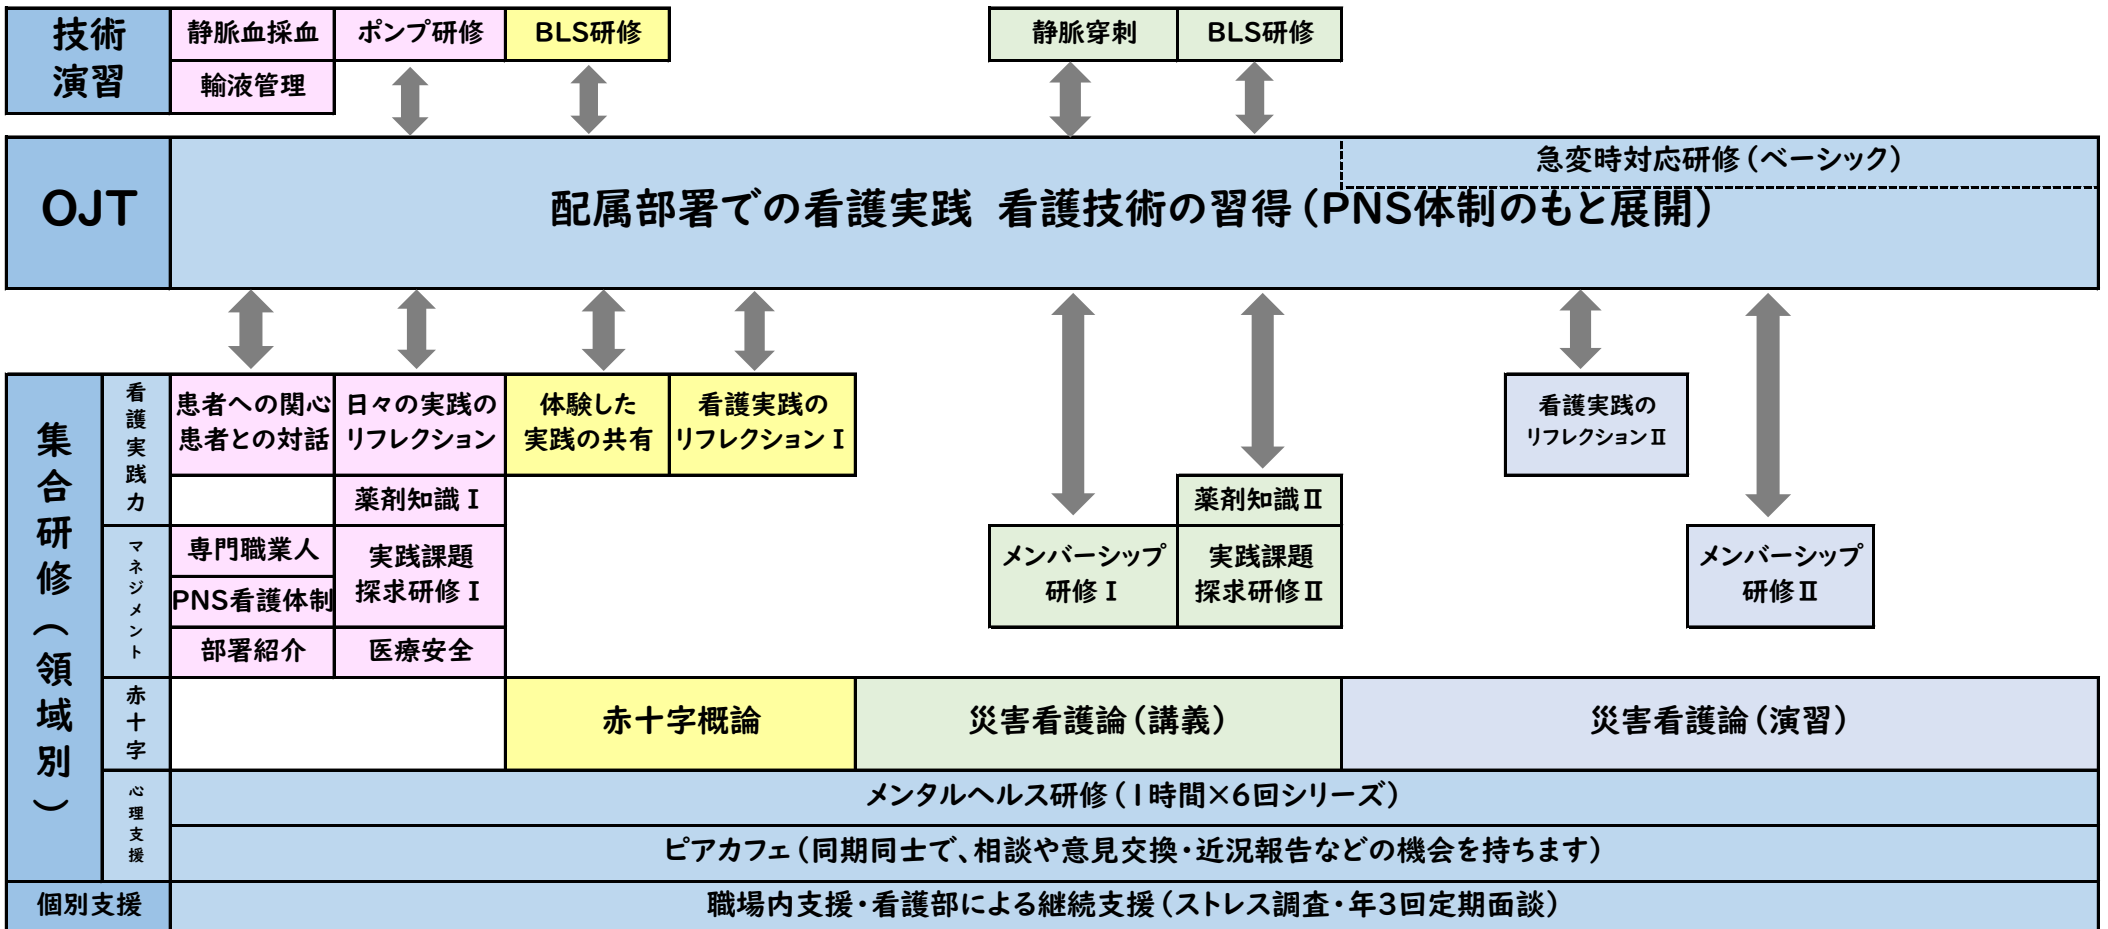 技術
演習
静脈血採血
ポンプ研修
BLS研修
静脈穿刺
BLS研修
輸液管理
OJT
急変時対応研修（ベーシック）
配属部署での看護実践 看護技術の習得（PNS体制のもと展開）
集合研修（領域別）
看護実践力
患者への関心
患者との対話
日々の実践の
リフレクション
体験した
実践の共有
看護実践の
リフレクションⅠ
看護実践の
リフレクションⅡ
薬剤知識Ⅰ
薬剤知識Ⅱ
マネジメント
専門職業人
PNS看護体制
部署紹介
実践課題
探求研修Ⅰ
医療安全
メンバーシップ
研修Ⅰ
実践課題
探求研修Ⅱ
メンバーシップ
研修Ⅱ
赤十字
赤十字概論
災害看護論（講義）
災害看護論（演習）
心理支援
メンタルヘルス研修（1時間×6回シリーズ）
ピアカフェ（同期同士で、相談や意見交換・近況報告などの機会を持ちます）
個別支援
職場内支援・看護部による継続支援（ストレス調査・年3回定期面談）